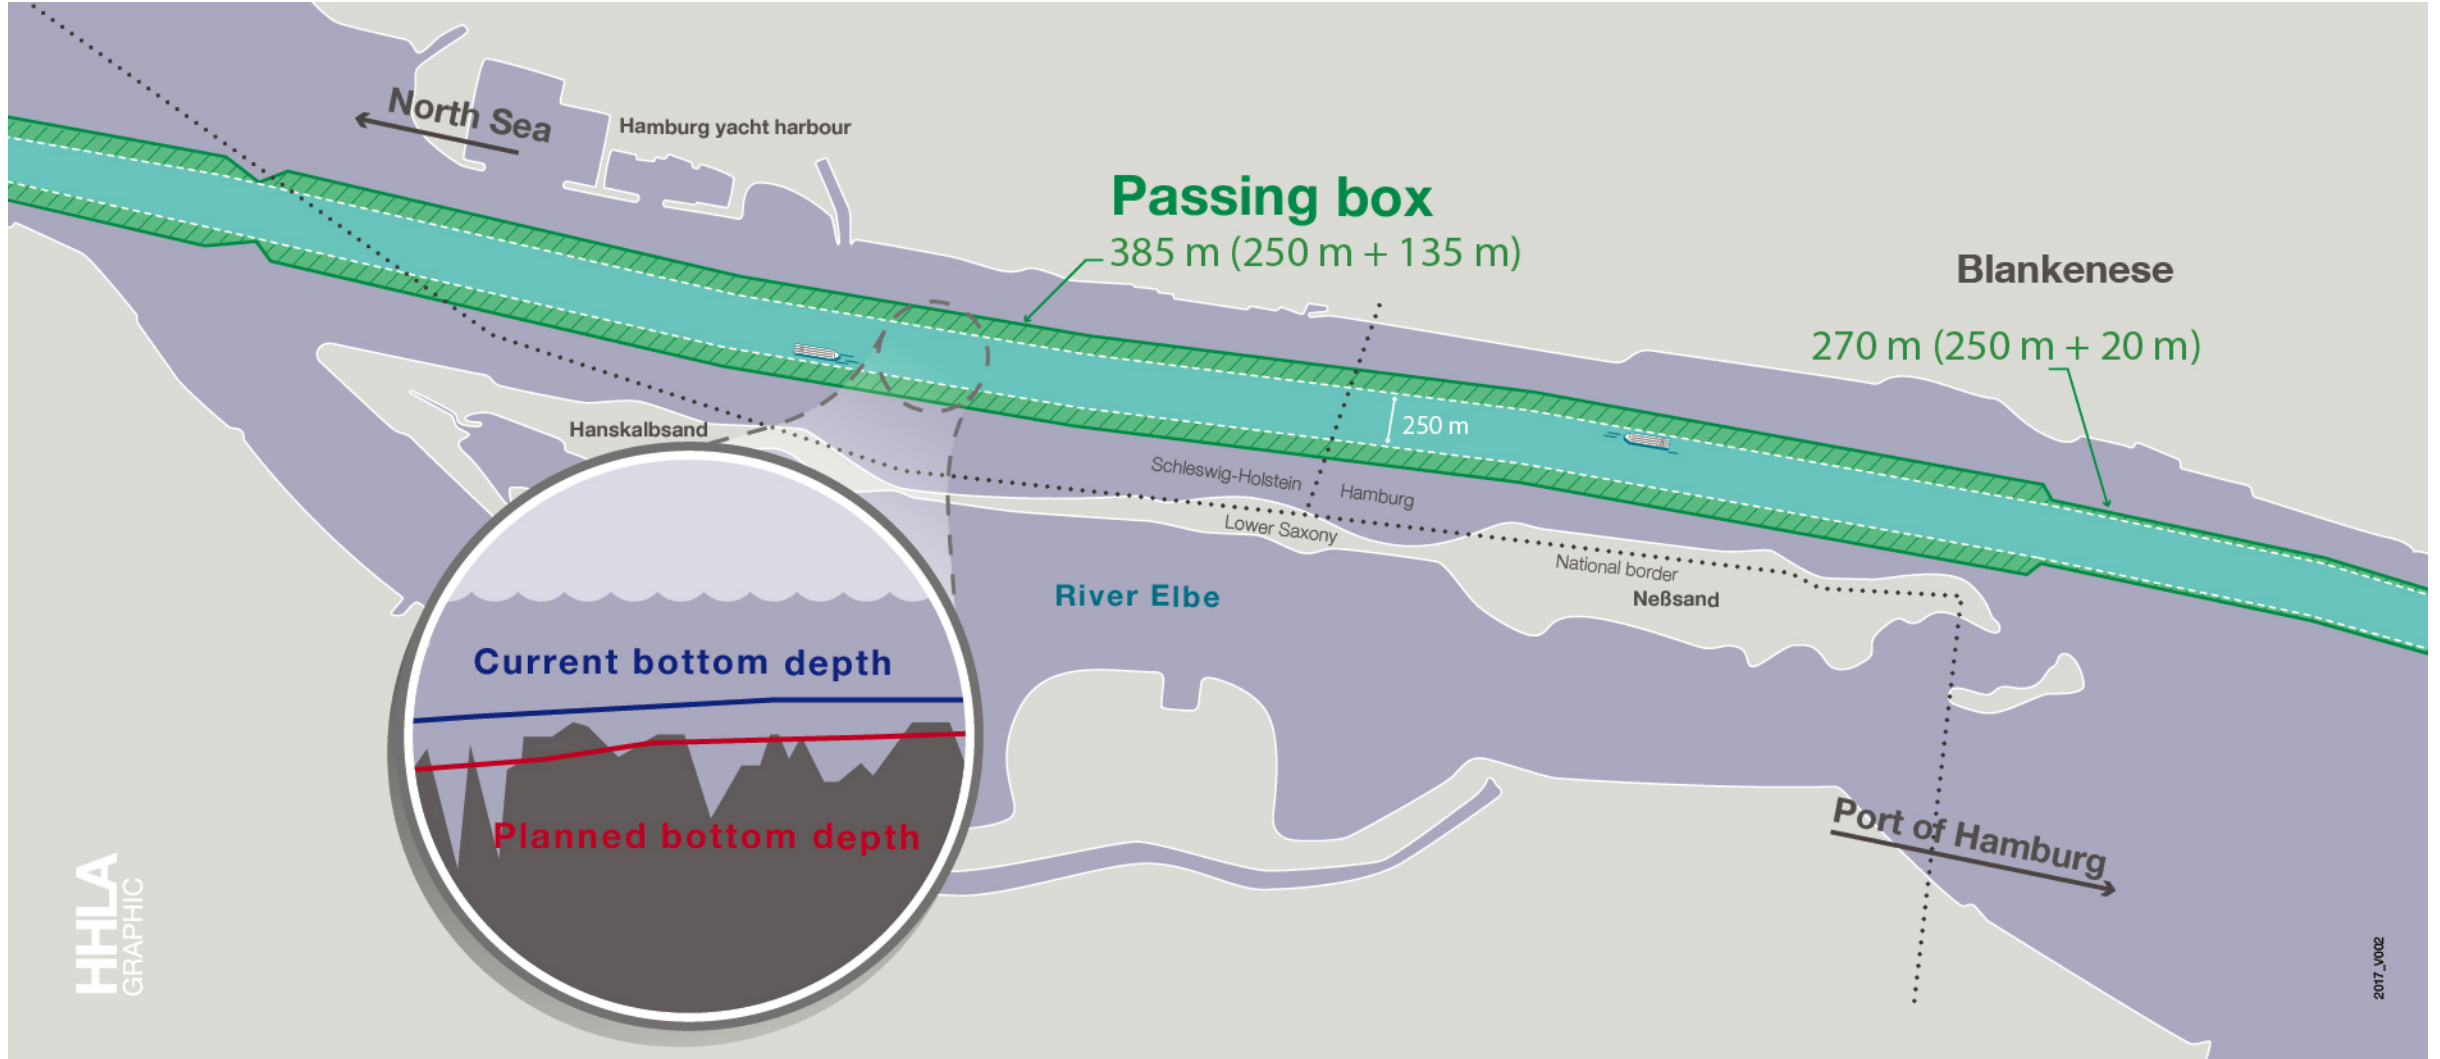 North Sea
Hamburg yacht harbour
Passing box
385 m (250 m + 135 m)
Blankenese
270 m (250 m + 20 m)
250 m
Hanskalbsand
Schleswig-Holstein
Hamburg
Lower Saxony
National border
Neßsand
River Elbe
Current bottom depth
Planned bottom depth
Port of Hamburg
HHLA
GRAPHIC
2017_V002